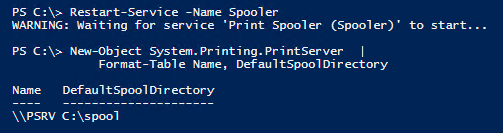 PS C:\> Restart-Service -Name Spooler
WARNING: Waiting for service 'Print Spooler (Spooler)' to start...
PS C:\> New-Object System.Printing.PrintServer |
Format-Table Name, DefaultSpoolDirectory
Name DefaultSpoolDirectory
---- ---------------------
\\PSRV C:\spool